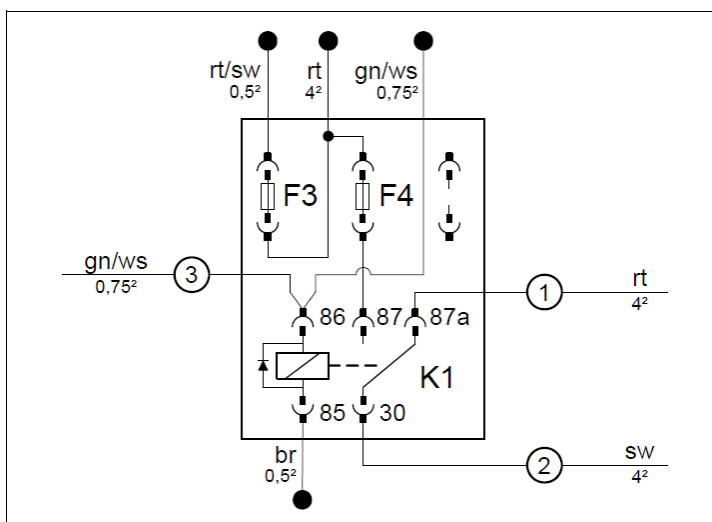 rt/sw
0,5²
rt
4²
gn/ws
0,75²
F3
F4
gn/ws
0,75²
3
86
87
87a
1
rt
4²
K1
85
30
br
0,5²
2
sw
4²